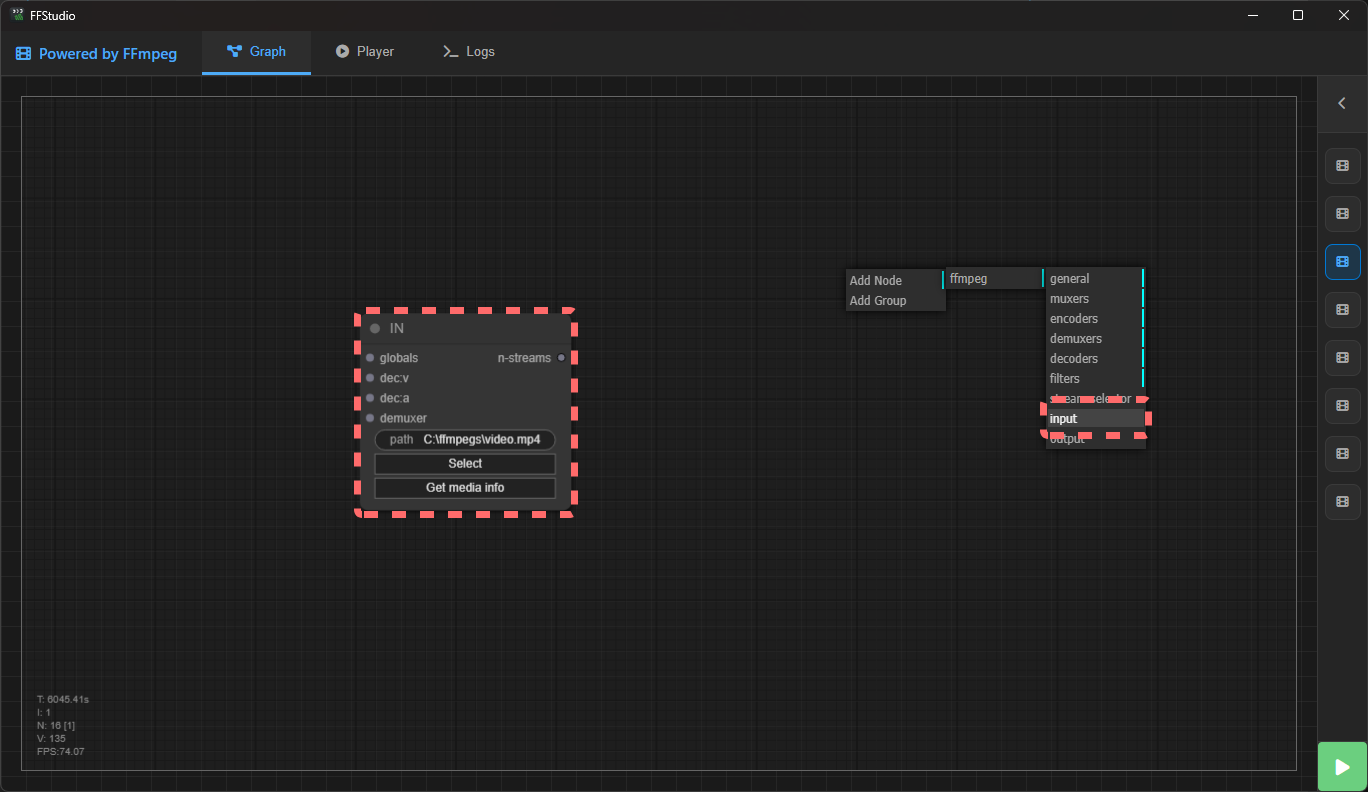 FFStudio
Powered by FFmpeg
Graph
Player
Logs
Add Node
Add Group
ffmpeg
general
muxers
encoders
demuxers
decoders
filters
stream selector
input
output
IN
globals
n-streams
dec:v
dec:a
demuxer
path C:\ffmpegs\video.mp4
Select
Get media info
T: 6045.41s
I: 1
N: 16 [1]
V: 135
FPS:74.07